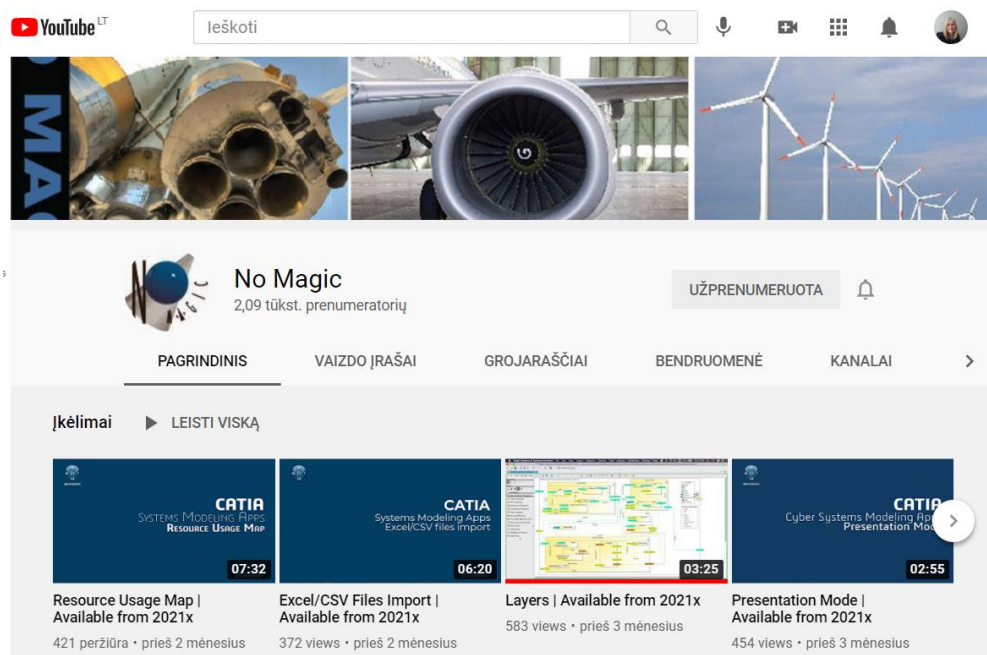 YouTube LT
Ieškoti
O MAG
No Magic
2,09 tūkst. prenumeratorių
UŽPRENUMERUOTA
PAGRINDINIS VAIZDO ĮRAŠAI GROJARAŠČIAI BENDRUOMENĖ KANALAI
Įkėlimai LEISTI VISKĄ
CATIA
SYSTEMS MODELING APPS
RESOURCE USAGE MAP
07:32
Resource Usage Map |
Available from 2021x
421 peržiūra • prieš 2 mėnesius
CATIA
Systems Modeling Apps
Excel/CSV files import
06:20
Excel/CSV Files Import |
Available from 2021x
372 views • prieš 2 mėnesius
03:25
Layers | Available from 2021x
583 views • prieš 3 mėnesius
CATIA
Cyber Systems Modeling App
Presentation Mod
02:55
Presentation Mode |
Available from 2021x
454 views • prieš 3 mėnesius